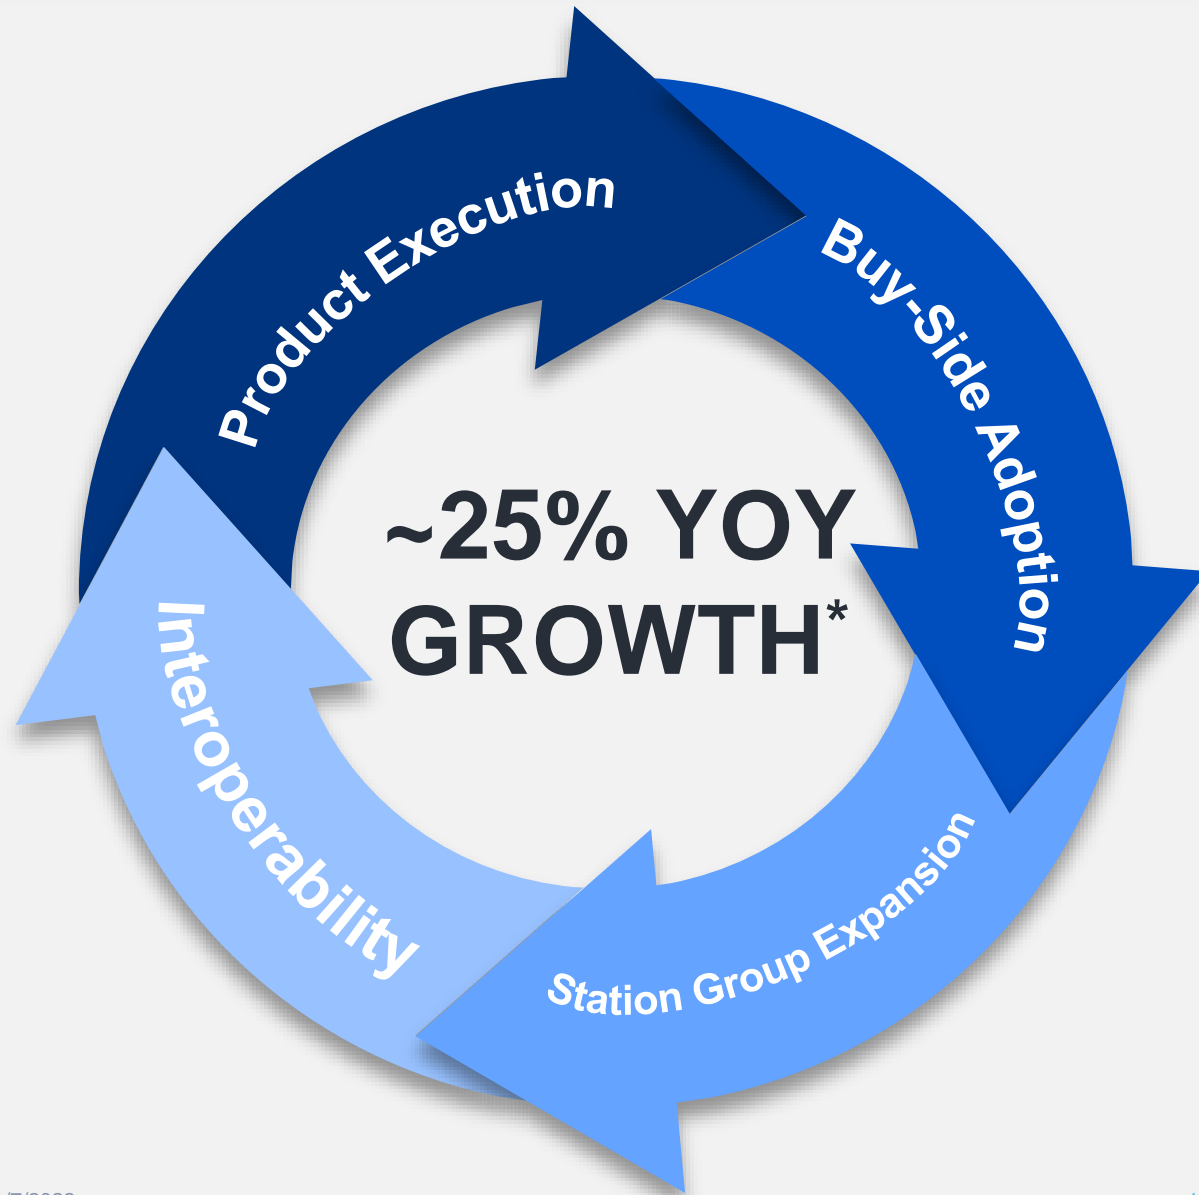 Product Execution
Buy-Side Adoption
~25% YOY
GROWTH*
Interoperability
Station Group Expansion